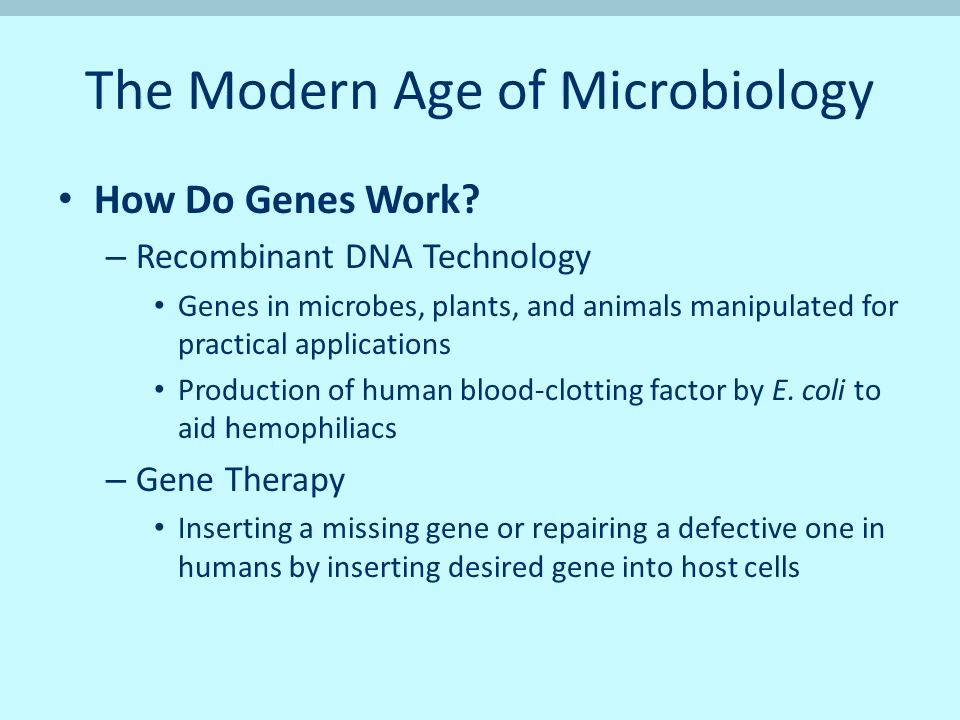 The Modern Age of Microbiology
• How Do Genes Work?
– Recombinant DNA Technology
• Genes in microbes, plants, and animals manipulated for
practical applications
• Production of human blood-clotting factor by E. coli to
aid hemophiliacs
– Gene Therapy
• Inserting a missing gene or repairing a defective one in
humans by inserting desired gene into host cells